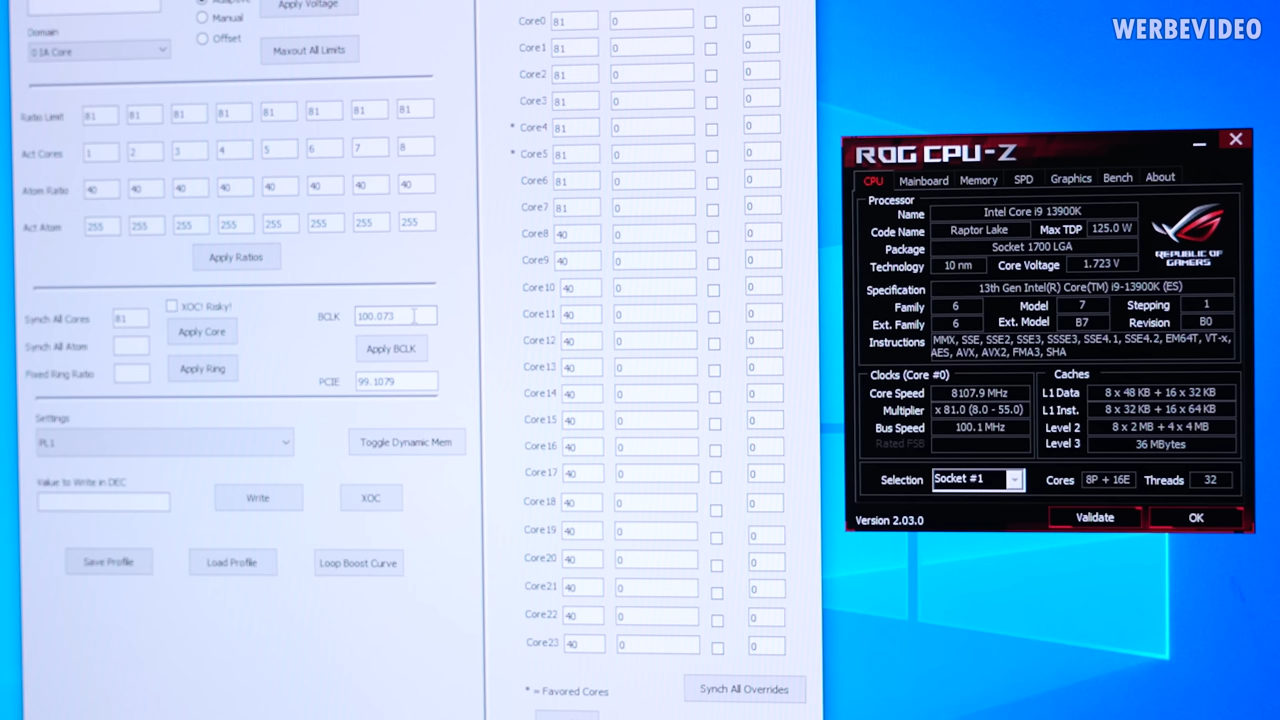 WERBEVIDEO
Adaptive
Manual
Offset
Apply Voltage
Domain
0 IA Core
Maxout All Limits
Ratio Limit 81 81 81 81 81 81 81 81
Act Cores 1 2 3 4 5 6 7 8
Atom Ratio 40 40 40 40 40 40 40 40
Act Atom 255 255 255 255 255 255 255 255
Apply Ratios
XOC! Risky!
Synch All Cores 81
Apply Core
BCLK 100.073
Synch All Atom
Apply BCLK
Fixed Ring Ratio
Apply Ring
PCIE 99.1079
Settings
PL1
Toggle Dynamic Mem
Value to Write in DEC
Write
XOC
Save Profile
Load Profile
Loop Boost Curve
Core0 81 0 0
Core1 81 0 0
Core2 81 0 0
Core3 81 0 0
* Core4 81 0 0
* Core5 81 0 0
Core6 81 0 0
Core7 81 0 0
Core8 40 0 0
Core9 40 0 0
Core10 40 0 0
Core11 40 0 0
Core12 40 0 0
Core13 40 0 0
Core14 40 0 0
Core15 40 0 0
Core16 40 0 0
Core17 40 0 0
Core18 40 0 0
Core19 40 0 0
Core20 40 0 0
Core21 40 0 0
Core22 40 0 0
Core23 40 0 0
* = Favored Cores
Synch All Overrides
ROG CPU-Z
CPU Mainboard Memory SPD Graphics Bench About
Processor
Name Intel Core i9 13900K
Code Name Raptor Lake Max TDP 125.0 W
Package Socket 1700 LGA
Technology 10 nm Core Voltage 1.723 V
REPUBLIC OF
GAMERS
Specification 13th Gen Intel(R) Core(TM) i9-13900K (ES)
Family 6 Model 7 Stepping 1
Ext. Family 6 Ext. Model B7 Revision B0
Instructions MMX, SSE, SSE2, SSE3, SSSE3, SSE4.1, SSE4.2, EM64T, VT-x,
AES, AVX, AVX2, FMA3, SHA
Clocks (Core #0)
Core Speed 8107.9 MHz
Multiplier x 81.0 (8.0 - 55.0)
Bus Speed 100.1 MHz
Rated FSB
Caches
L1 Data 8 x 48 KB + 16 x 32 KB
L1 Inst. 8 x 32 KB + 16 x 64 KB
Level 2 8 x 2 MB + 4 x 4 MB
Level 3 36 MBytes
Selection Socket #1 Cores 8P + 16E Threads 32
Version 2.03.0 Validate OK